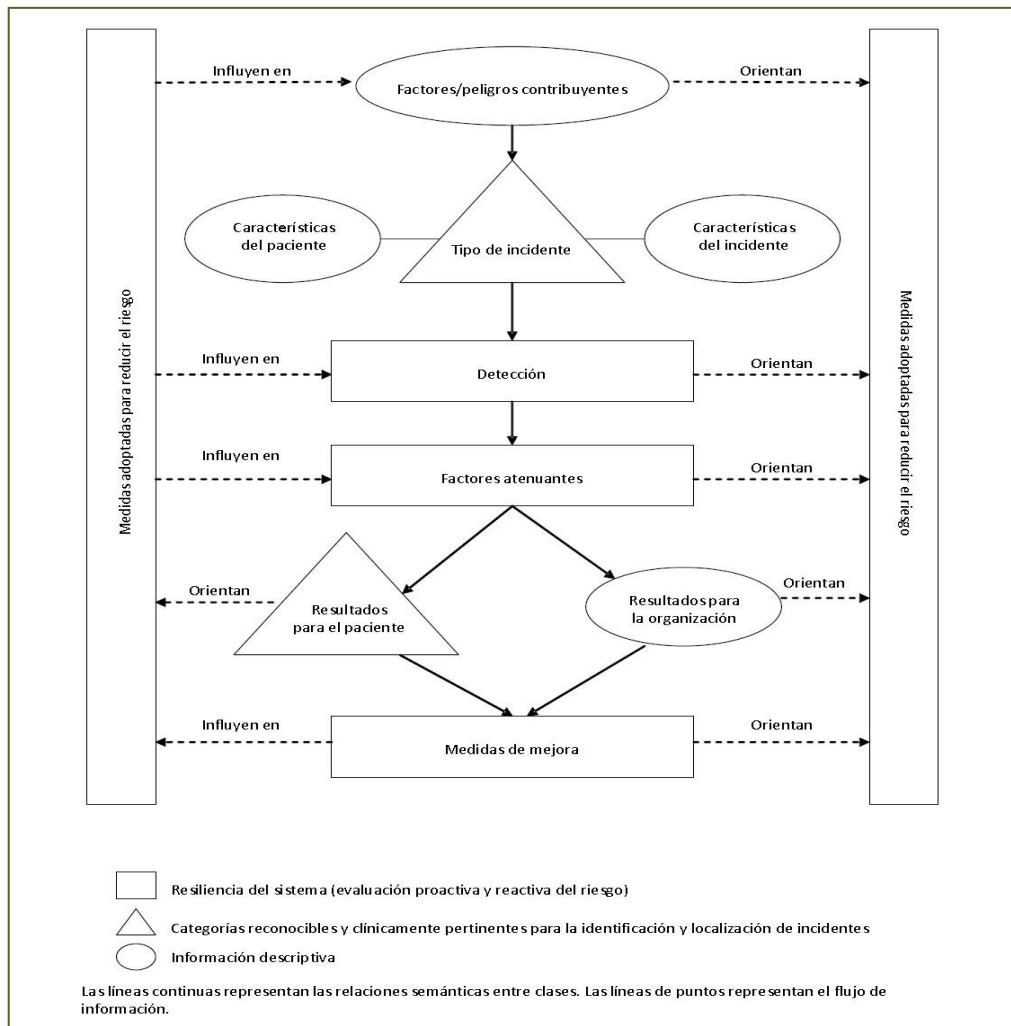 Influyen en
Factores/peligros contribuyentes
Orientan
Características
del paciente
Tipo de incidente
Características
del incidente
Medidas adoptadas para reducir el riesgo
Medidas adoptadas para reducir el riesgo
Influyen en
Detección
Orientan
Influyen en
Factores atenuantes
Orientan
Orientan
Resultados
para el paciente
Resultados para
la organización
Orientan
Influyen en
Medidas de mejora
Orientan
Resiliencia del sistema (evaluación proactiva y reactiva del riesgo)
Categorías reconocibles y clínicamente pertinentes para la identificación y localización de incidentes
Información descriptiva
Las líneas continuas representan las relaciones semánticas entre clases. Las líneas de puntos representan el flujo de
información.